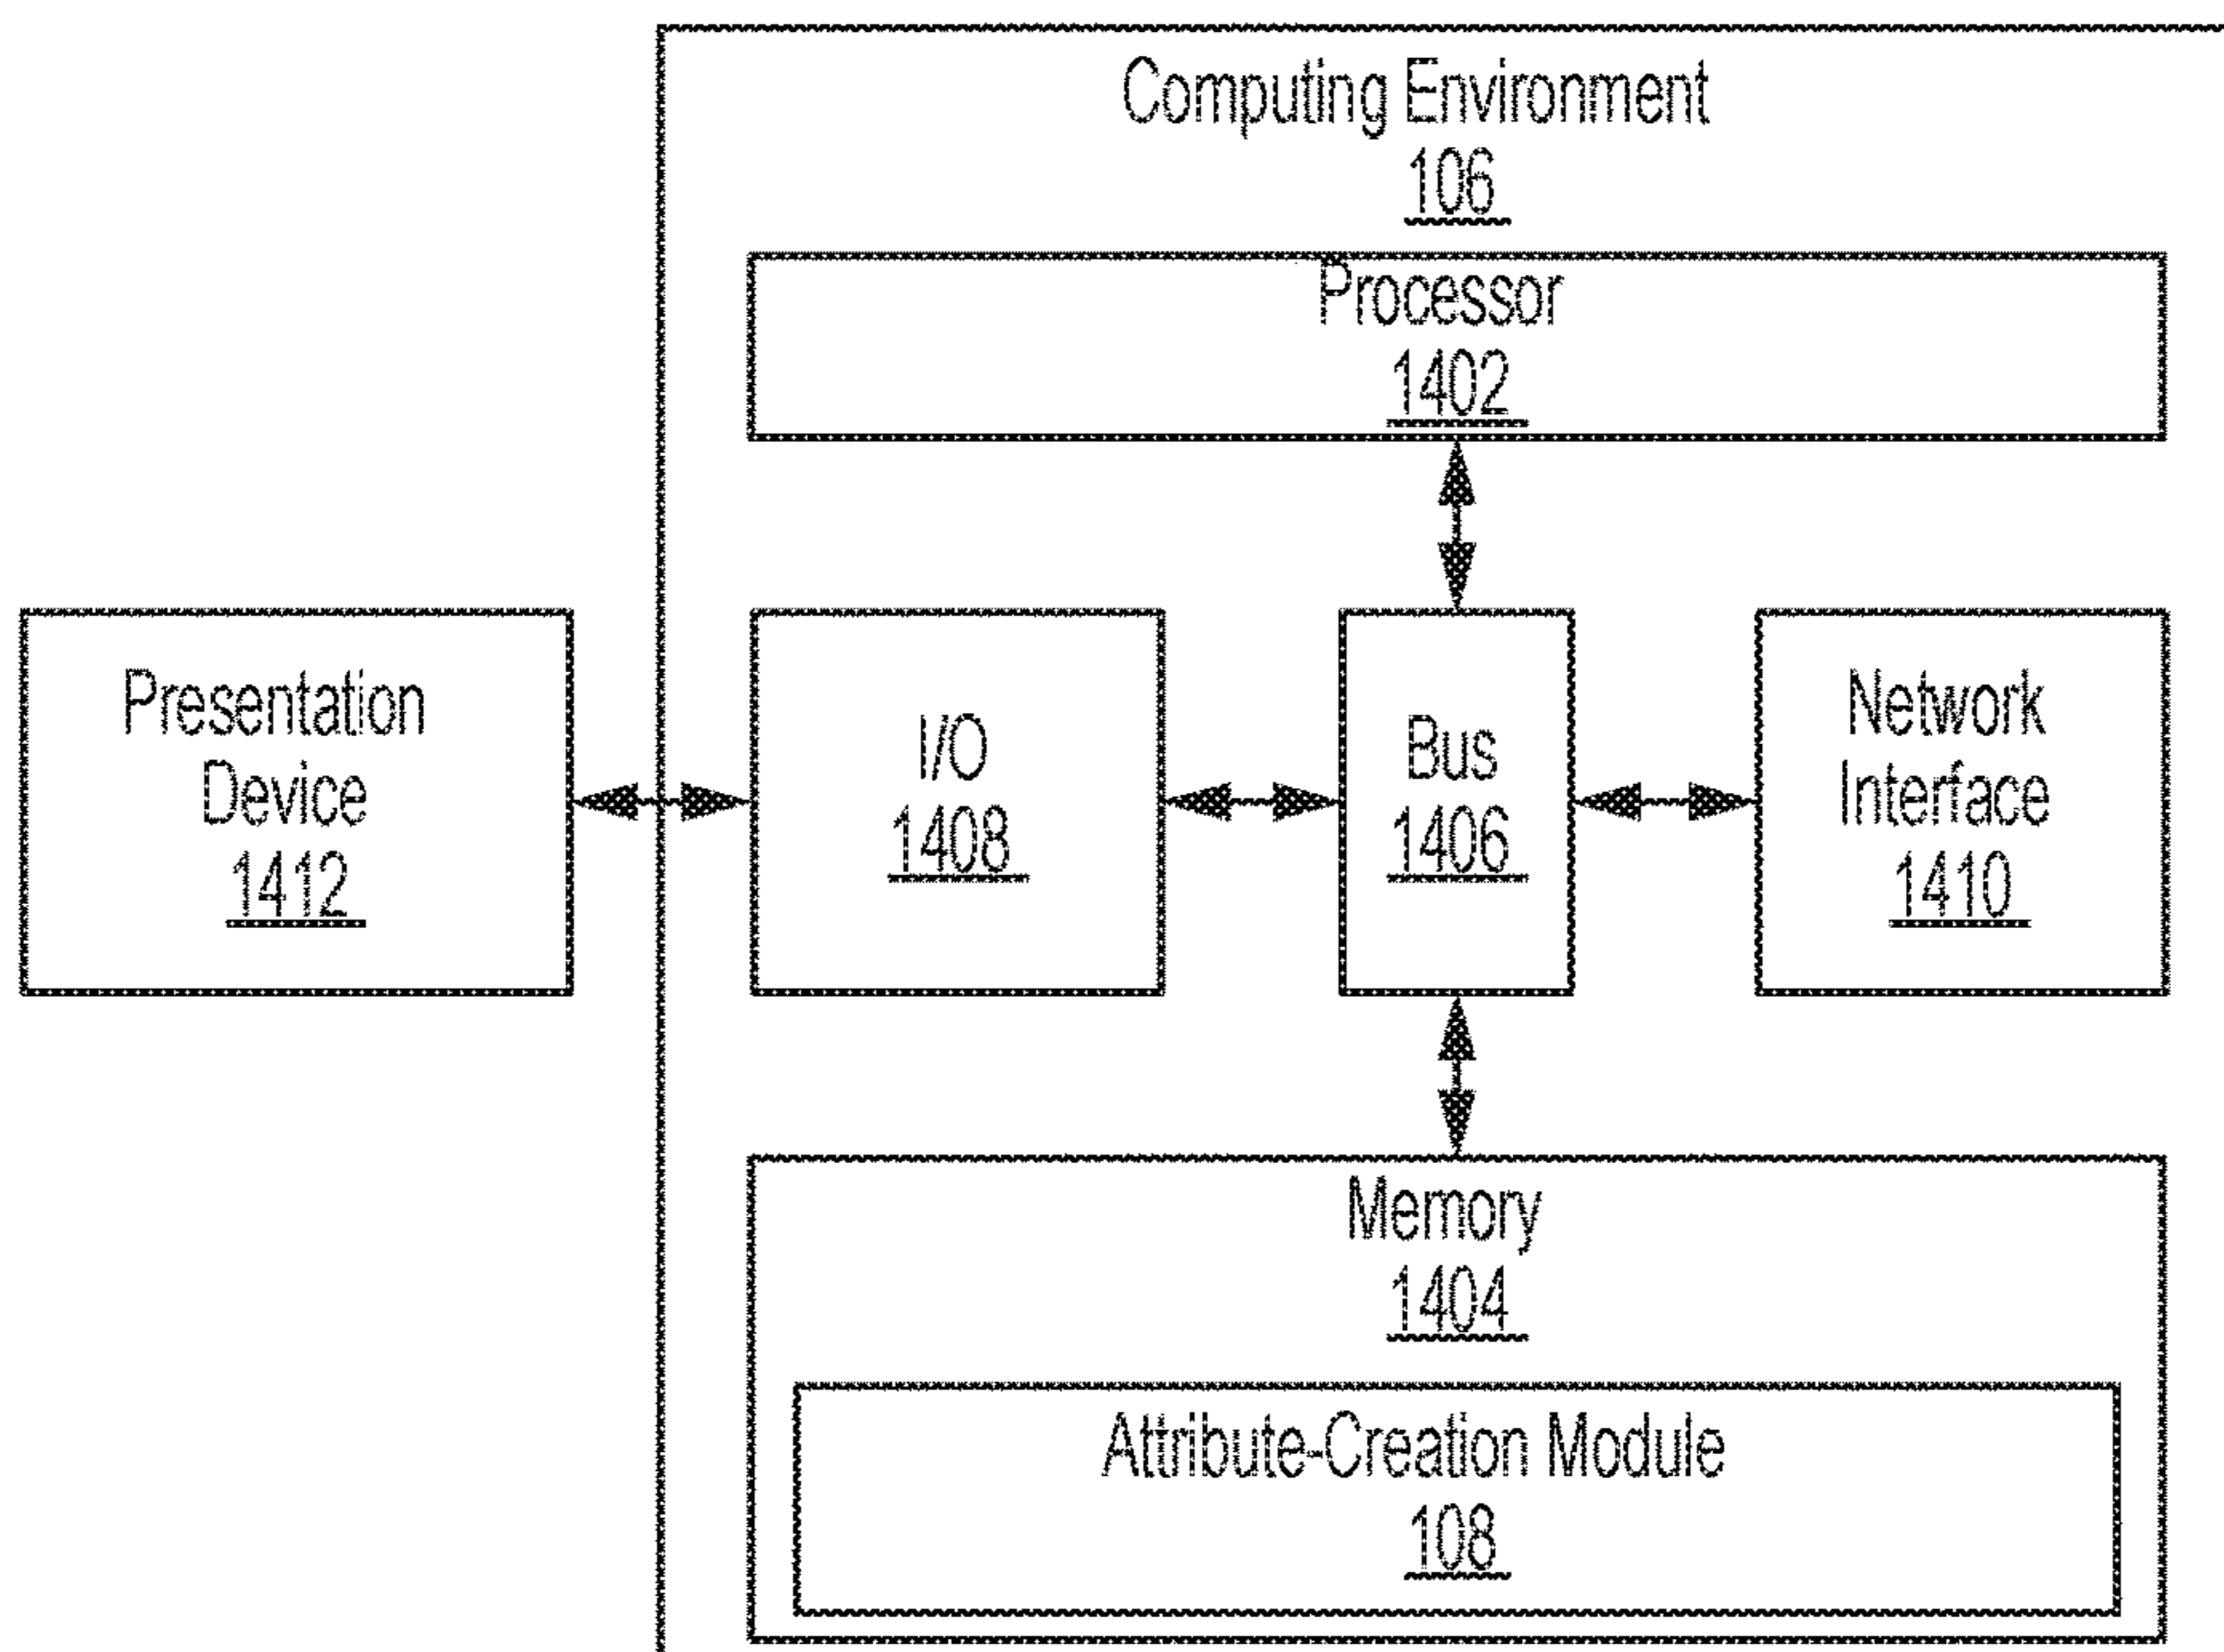 Computing Environment
106
Processor
1402
Presentation
Device
1412
I/O
1408
Bus
1406
Network
Interface
1410
Memory
1404
Attribute-Creation Module
108